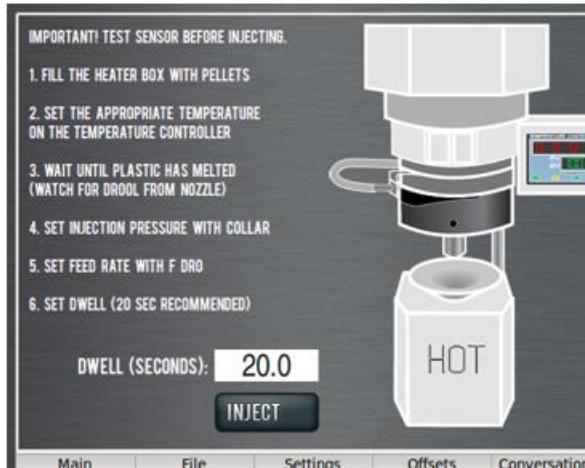 IMPORTANT! TEST SENSOR BEFORE INJECTING.
1. FILL THE HEATER BOX WITH PELLETS
2. SET THE APPROPRIATE TEMPERATURE
ON THE TEMPERATURE CONTROLLER
3. WAIT UNTIL PLASTIC HAS MELTED
(WATCH FOR DROOL FROM NOZZLE)
4. SET INJECTION PRESSURE WITH COLLAR
5. SET FEED RATE WITH F DRO
6. SET DWELL (20 SEC RECOMMENDED)
HOT
DWELL (SECONDS): 20.0
INJECT
Main File Settings Offsets Conversation